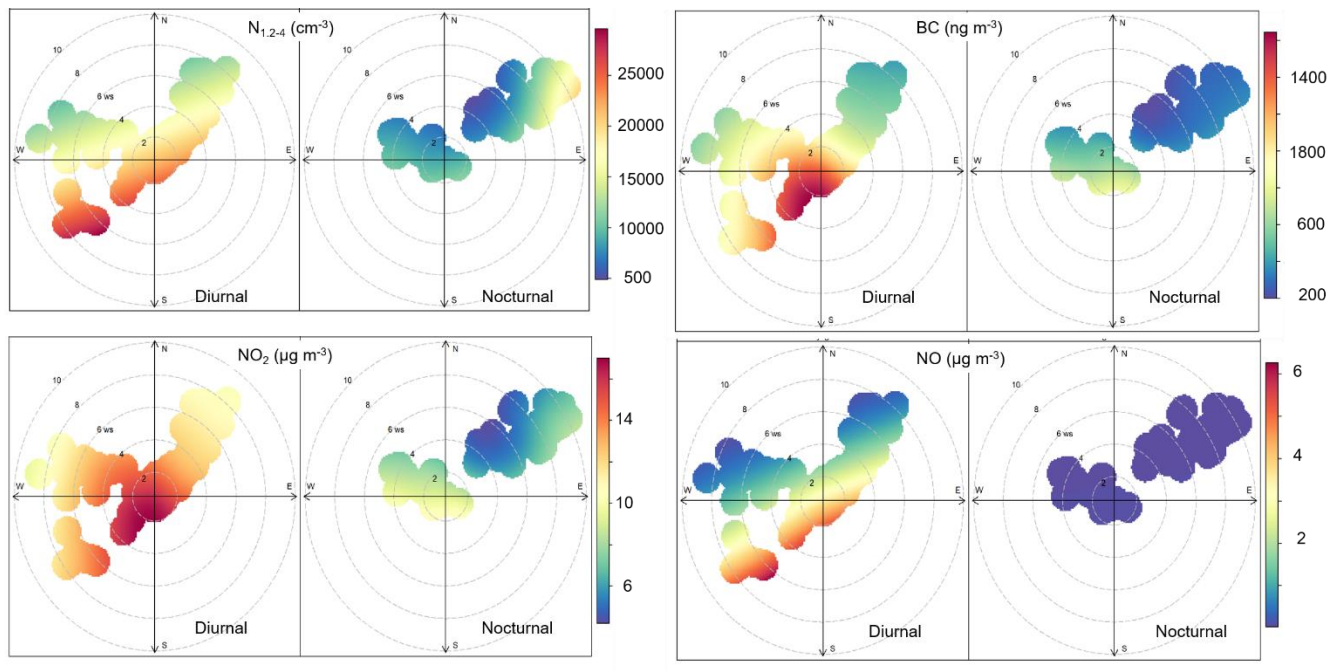 N1.2-4 (cm-3)
N
10
8
6 ws
4
2
W
E
S
Diurnal
N
10
8
6 ws
4
2
W
E
S
Nocturnal
25000
20000
15000
10000
500
BC (ng m-3)
N
10
8
6 ws
4
2
W
E
S
Diurnal
N
10
8
6 ws
4
2
W
E
S
Nocturnal
1400
1800
600
200
NO2 (µg m-3)
N
10
8
6 ws
4
2
W
E
S
Diurnal
N
10
8
6 ws
4
2
W
E
S
Nocturnal
14
10
6
NO (µg m-3)
N
10
8
6 ws
4
2
W
E
S
Diurnal
N
10
8
6 ws
4
2
W
E
S
Nocturnal
6
4
2